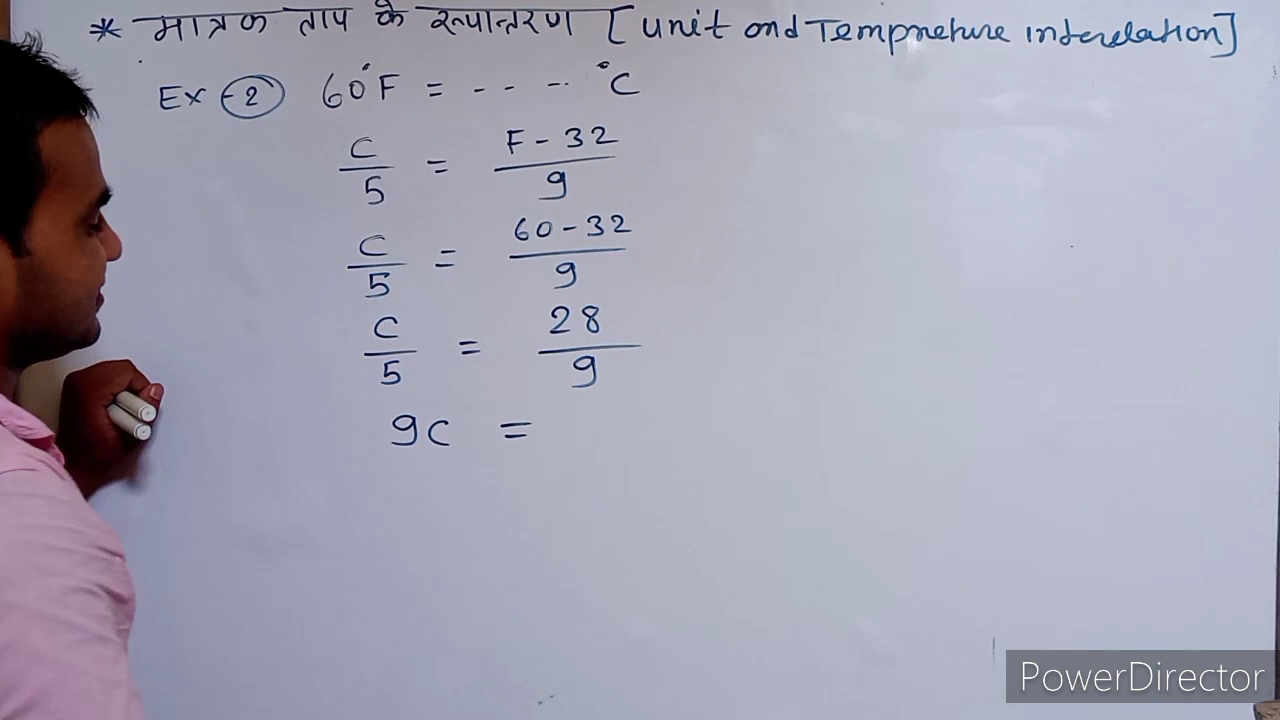 * मात्रक ताप के रूपान्तरण [ unit and Tempreture interelation ]
Ex - 2 60°F = - - - - °C
C/5 = F - 32/9
C/5 = 60 - 32/9
C/5 = 28/9
9C =
PowerDirector